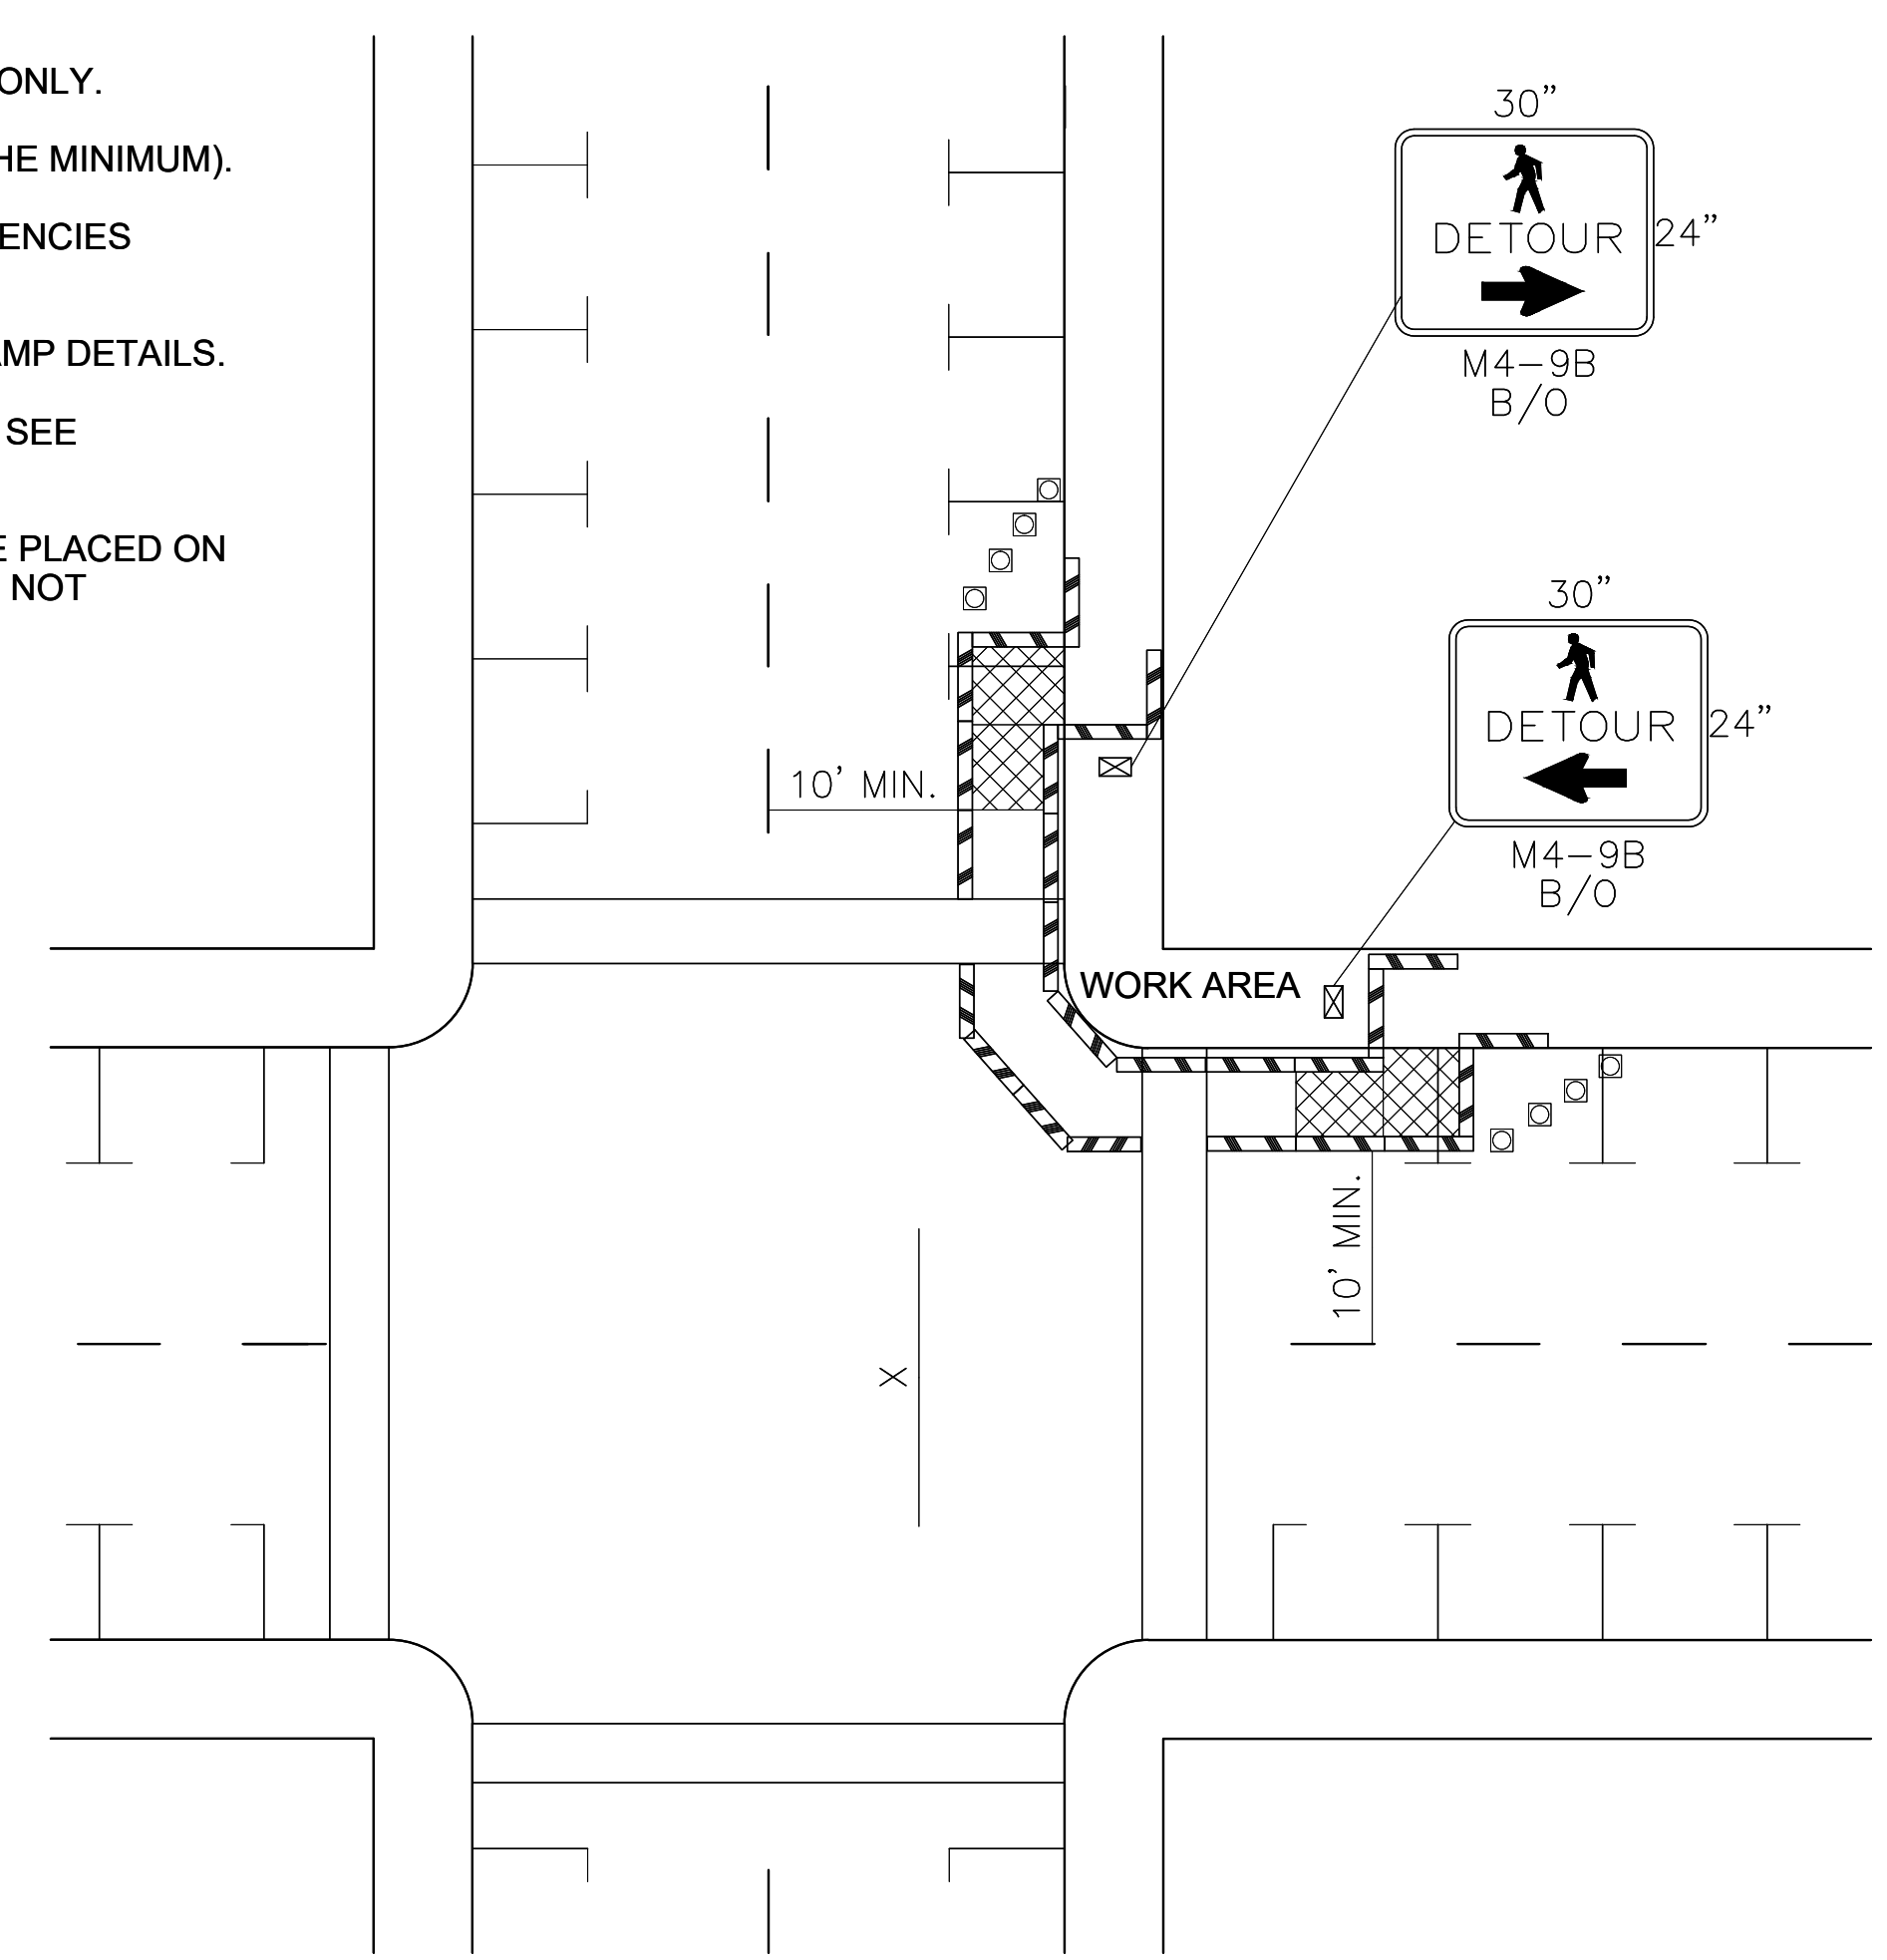 ONLY.
HE MINIMUM).
ENCIES
AMP DETAILS.
SEE
E PLACED ON
NOT
30”
DETOUR
24”
M4-9B
B/O
30”
DETOUR
24”
M4-9B
B/O
10’ MIN.
WORK AREA
10’ MIN.
X